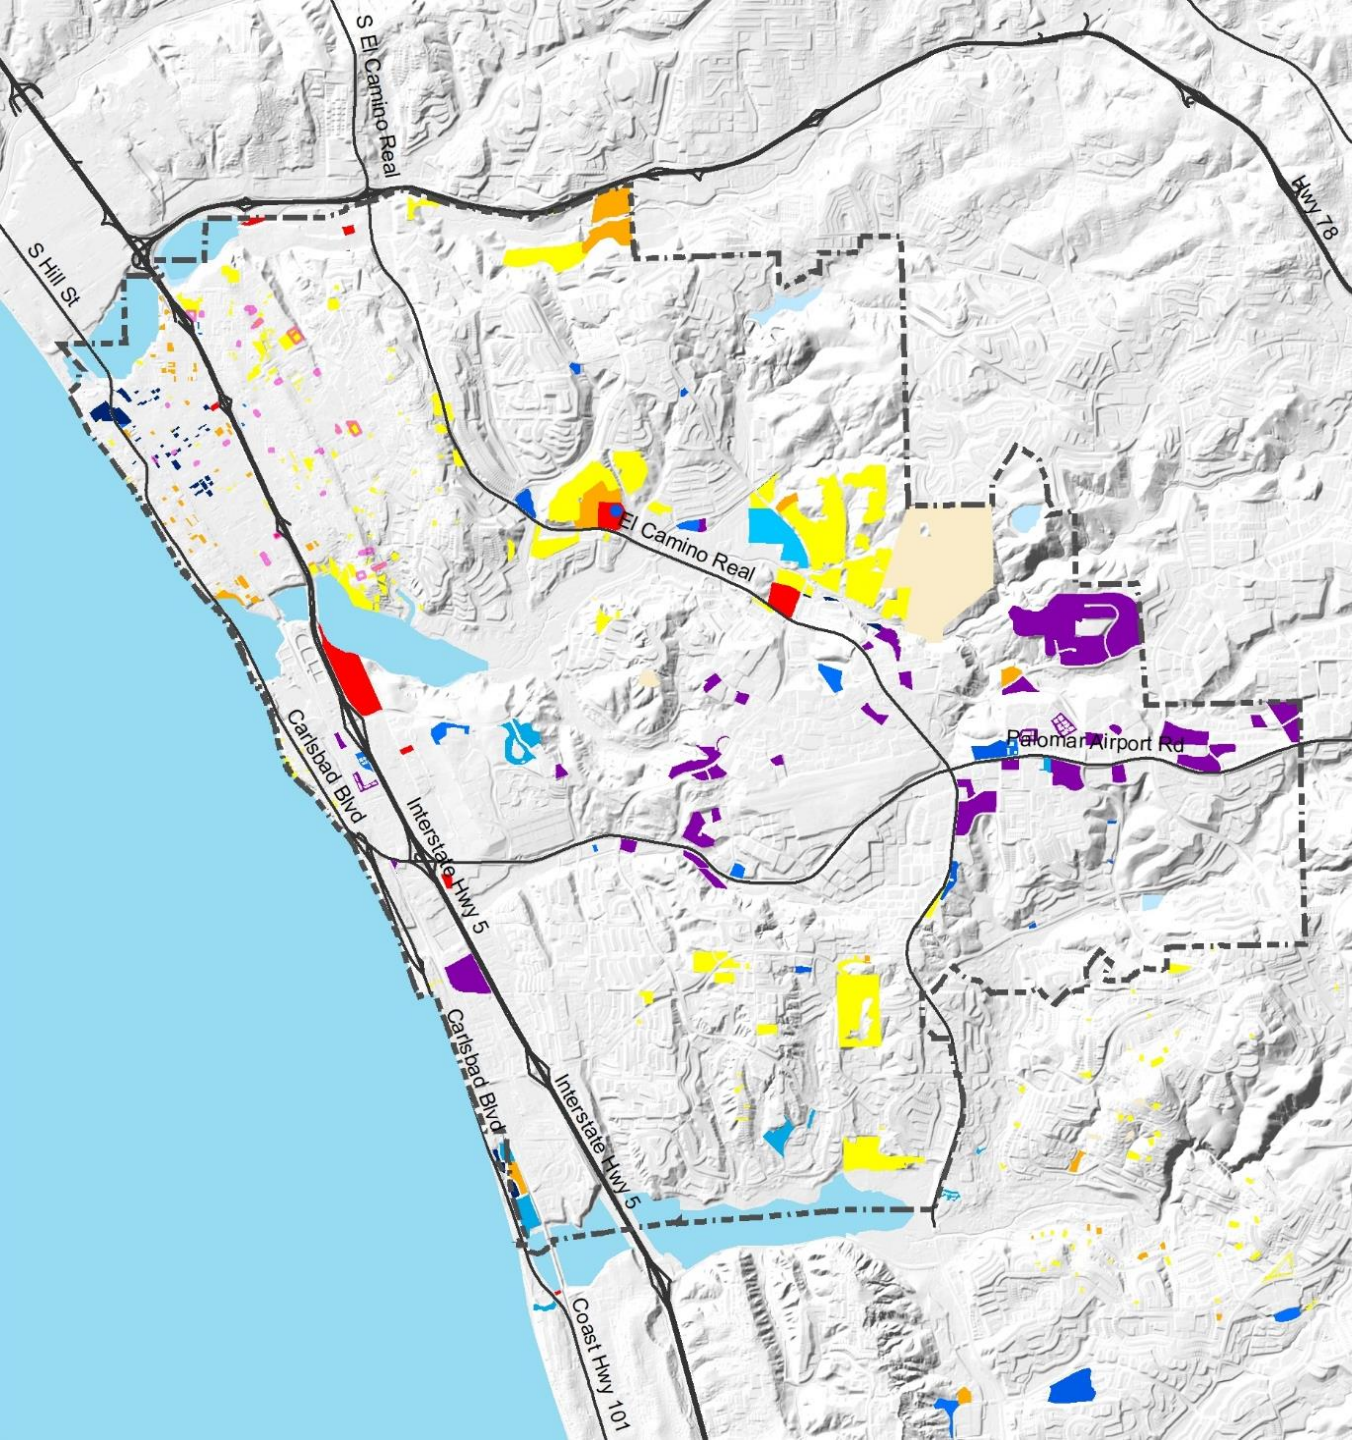 S El Camino Real
Hwy 78
S Hill St
El Camino Real
Carlsbad Blvd
Palomar Airport Rd
Interstate Hwy 5
Carlsbad Blvd
Interstate Hwy 5
Coast Hwy 101